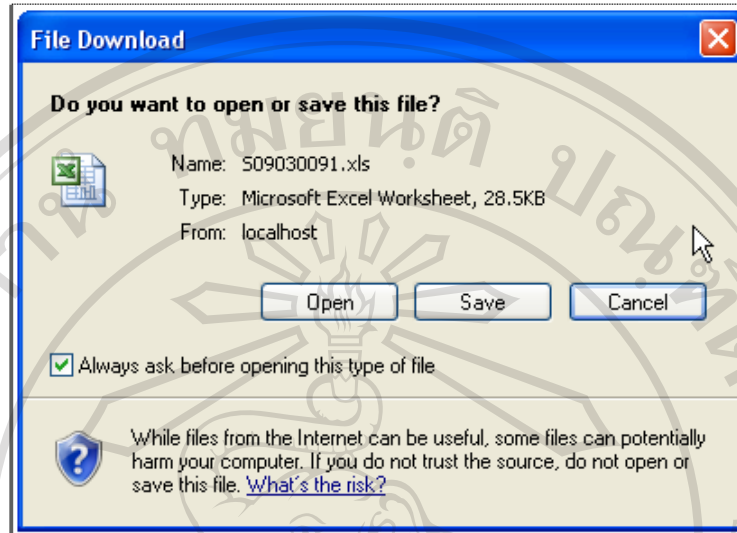 File Download
Do you want to open or save this file?
Name: S09030091.xls
Type: Microsoft Excel Worksheet, 28.5KB
From: localhost
Open Save Cancel
Always ask before opening this type of file
While files from the Internet can be useful, some files can potentially
harm your computer. If you do not trust the source, do not open or
save this file. What's the risk?